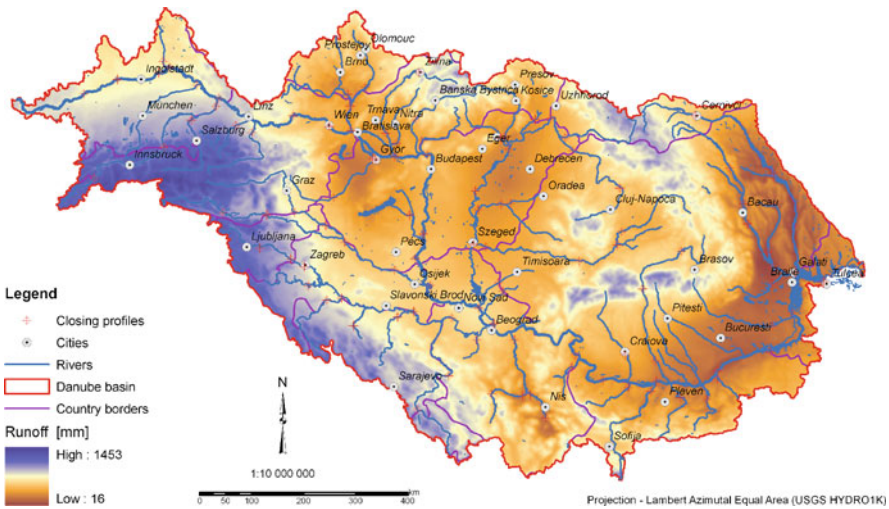 Olomouc
Prostejov
Brno
Zilina
Ingolstadt
Presov
Banska Bystrica
Kosice
Uzhhorod
München
Linz
Trnava
Nitra
Cernivci
Wien
Bratislava
Salzburg
Eger
Gyor
Innsbruck
Budapest
Debrecen
Graz
Oradea
Cluj-Napoca
Bacau
Ljubljana
Pécs
Szeged
Zagreb
Timisoara
Brasov
Galati
Osijek
Braila
Tulcea
Slavonski Brod
Novi Sad
Pitesti
Beograd
Bucuresti
Craiova
Sarajevo
Nis
Pleven
Sofija
Legend
Closing profiles
Cities
Rivers
Danube basin
Country borders
Runoff [mm]
High : 1453
Low : 16
N
1:10 000 000
km
0 50 100 200 300 400
Projection - Lambert Azimutal Equal Area (USGS HYDRO1K)